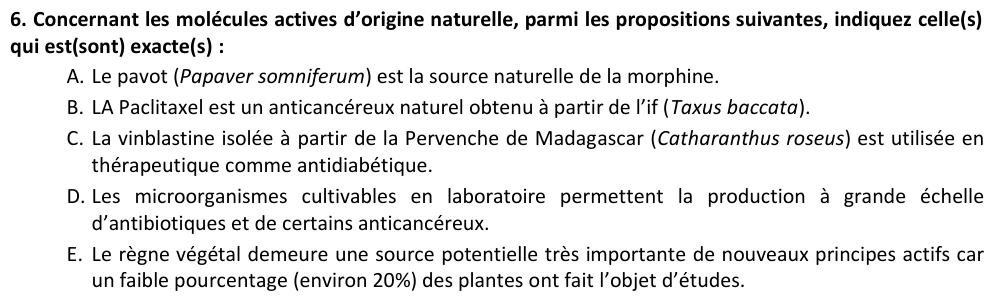 6. Concernant les molécules actives d’origine naturelle, parmi les propositions suivantes, indiquez celle(s)
qui est(sont) exacte(s) :
A. Le pavot (Papaver somniferum) est la source naturelle de la morphine.
B. LA Paclitaxel est un anticancéreux naturel obtenu à partir de l’if (Taxus baccata).
C. La vinblastine isolée à partir de la Pervenche de Madagascar (Catharanthus roseus) est utilisée en
thérapeutique comme antidiabétique.
D. Les microorganismes cultivables en laboratoire permettent la production à grande échelle
d’antibiotiques et de certains anticancéreux.
E. Le règne végétal demeure une source potentielle très importante de nouveaux principes actifs car
un faible pourcentage (environ 20%) des plantes ont fait l’objet d’études.